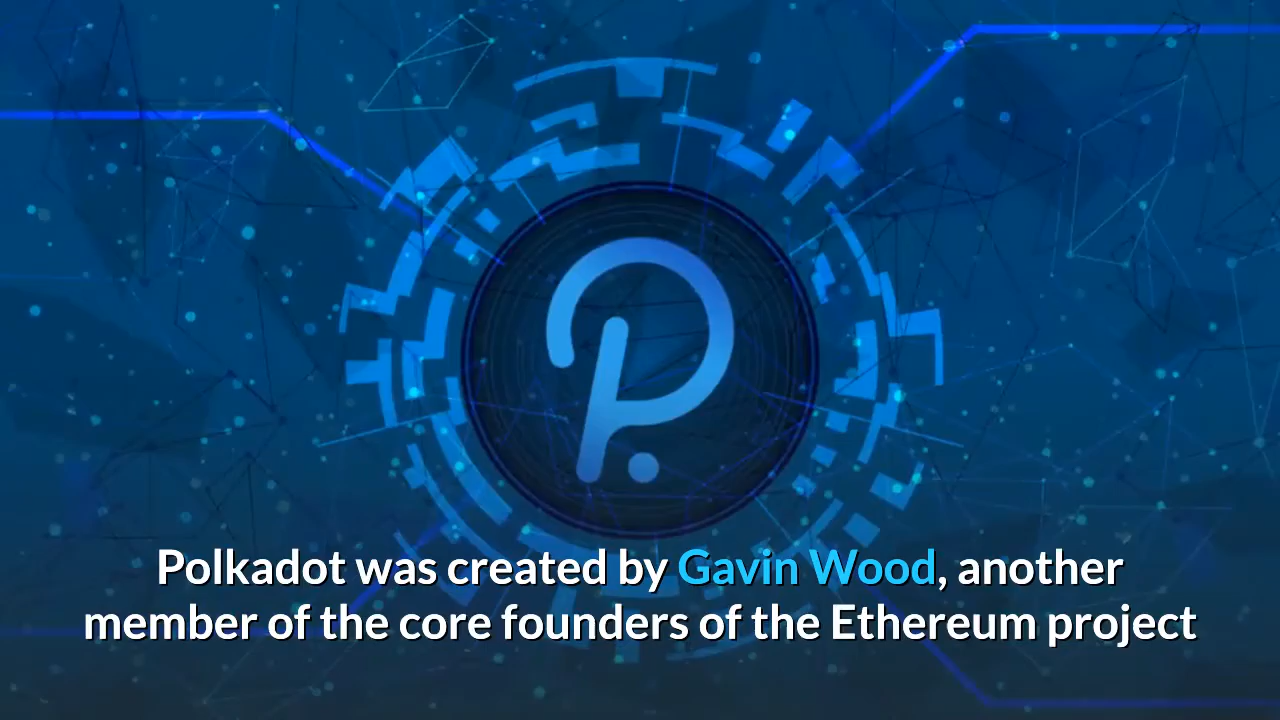 Polkadot was created by Gavin Wood, another
member of the core founders of the Ethereum project